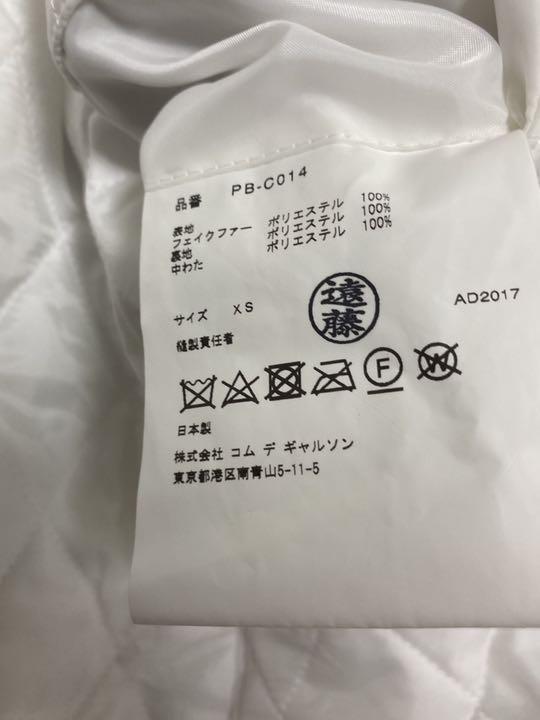 品番 PB-C014
表地 ポリエステル 100%
フェイクファー ポリエステル 100%
裏地 ポリエステル 100%
中わた
サイズ XS
遠藤
AD2017
縫製責任者
F W
日本製
株式会社 コム デ ギャルソン
東京都港区南青山5-11-5